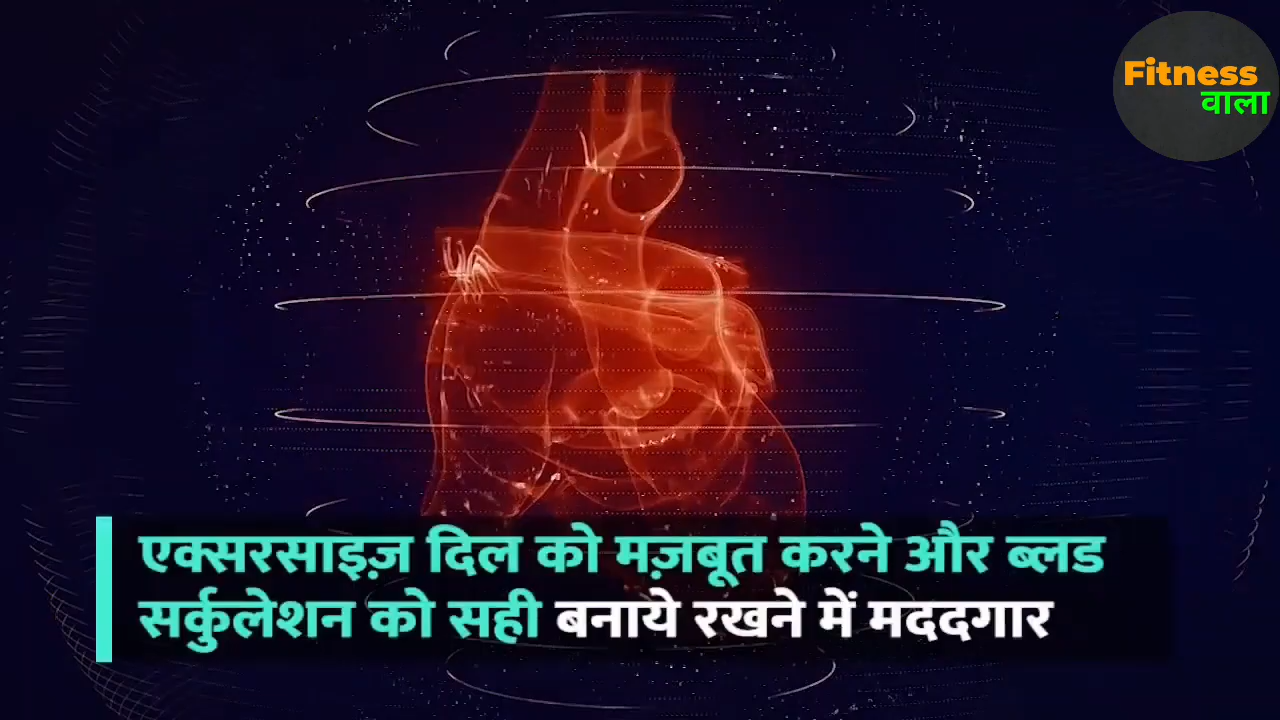 Fitness
वाला
एक्सरसाइज़ दिल को मज़बूत करने और ब्लड
सर्कुलेशन को सही बनाये रखने में मददगार